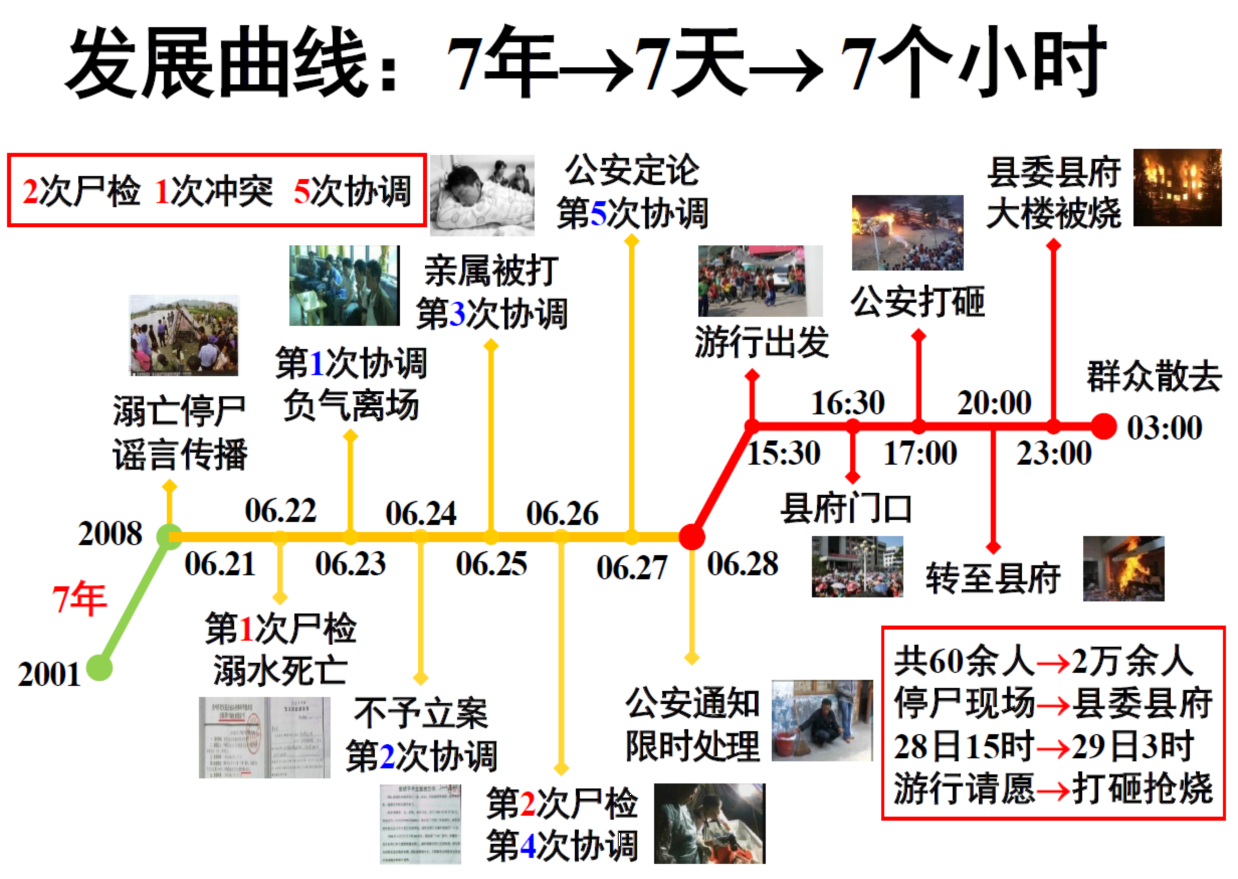 发展曲线：7年→7天→ 7个小时
2次尸检 1次冲突 5次协调
公安定论
第5次协调
县委县府
大楼被烧
亲属被打
第3次协调
公安打砸
第1次协调
负气离场
游行出发
溺亡停尸
谣言传播
群众散去
16:30
20:00
03:00
15:30
17:00
23:00
县府门口
转至县府
2008
06.22
06.24
06.26
06.21
06.23
06.25
06.27
06.28
7年
2001
第1次尸检
溺水死亡
不予立案
第2次协调
第2次尸检
第4次协调
公安通知
限时处理
共60余人→2万余人
停尸现场→县委县府
28日15时→29日3时
游行请愿→打砸抢烧